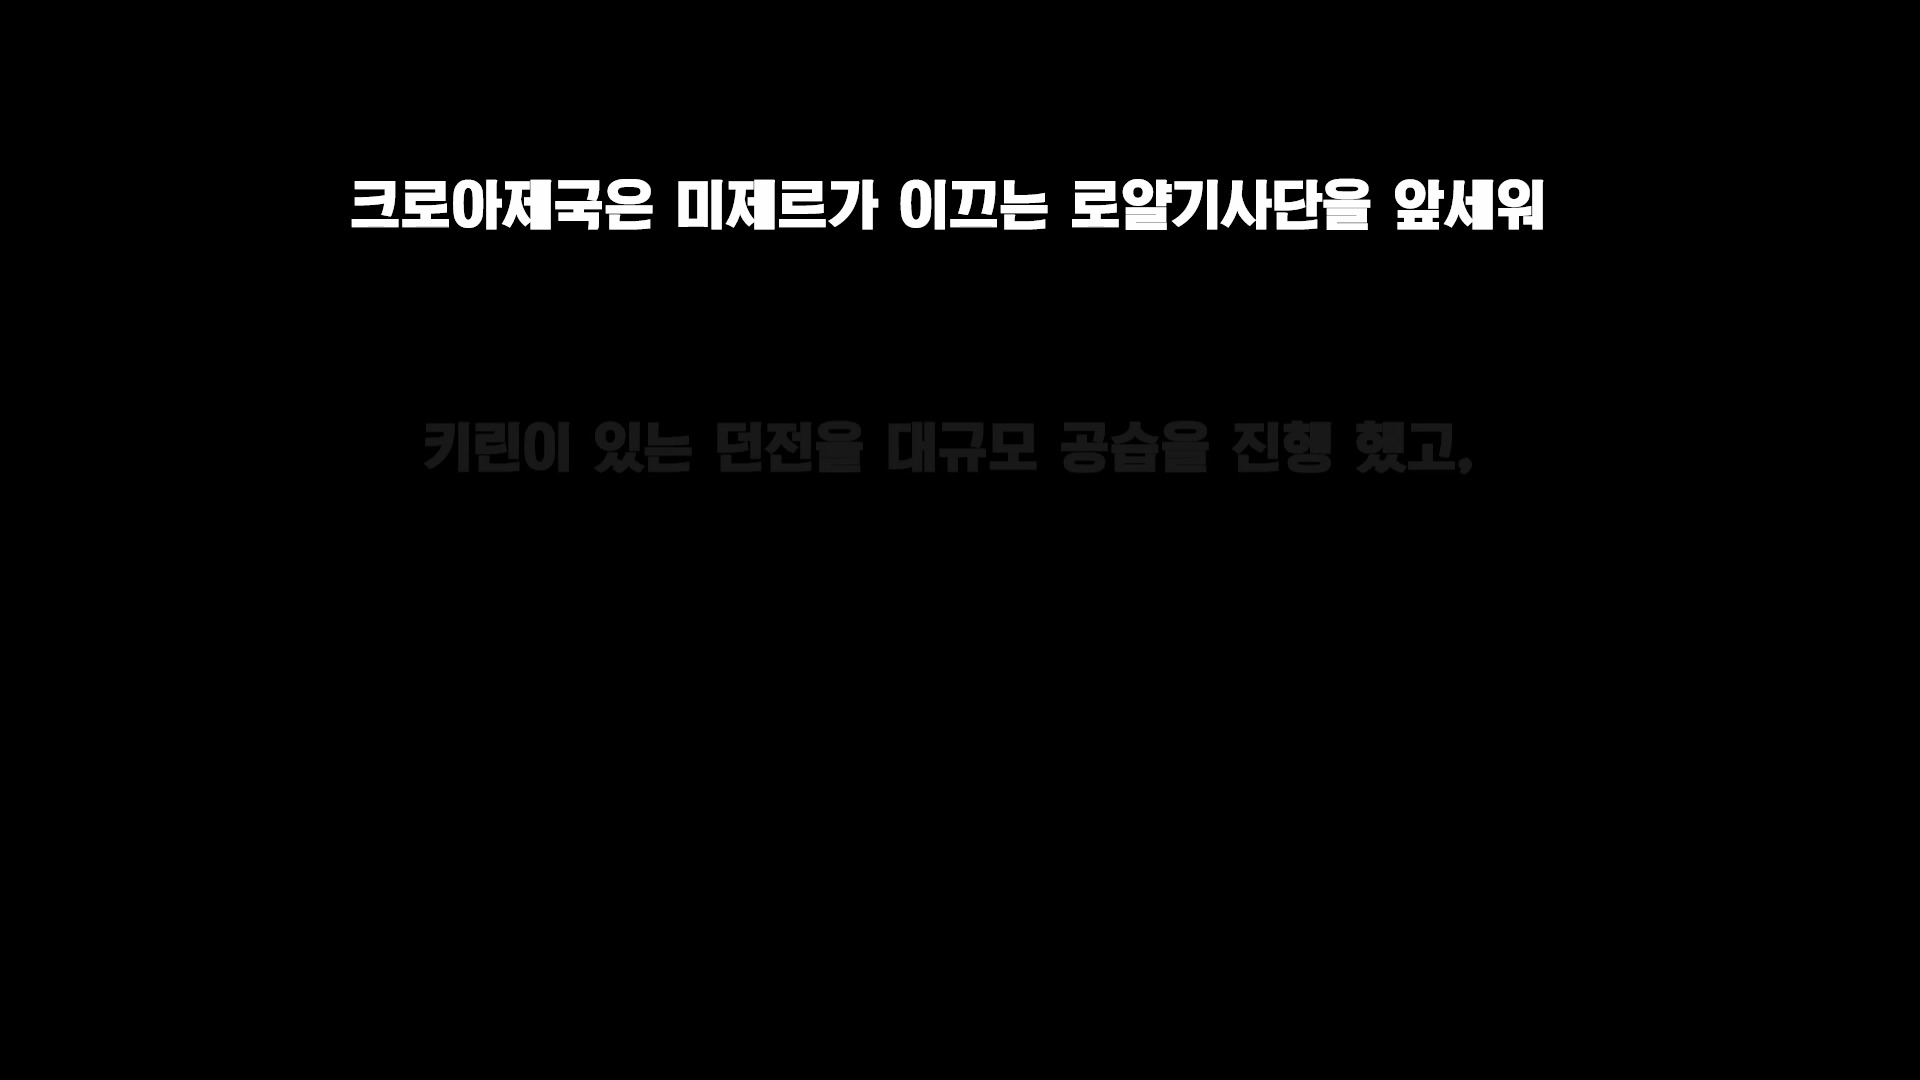 크로아제국은 미제르가 이끄는 로얄기사단을 앞세워
키린이 있는 던전을 대규모 공습을 진행 했고,